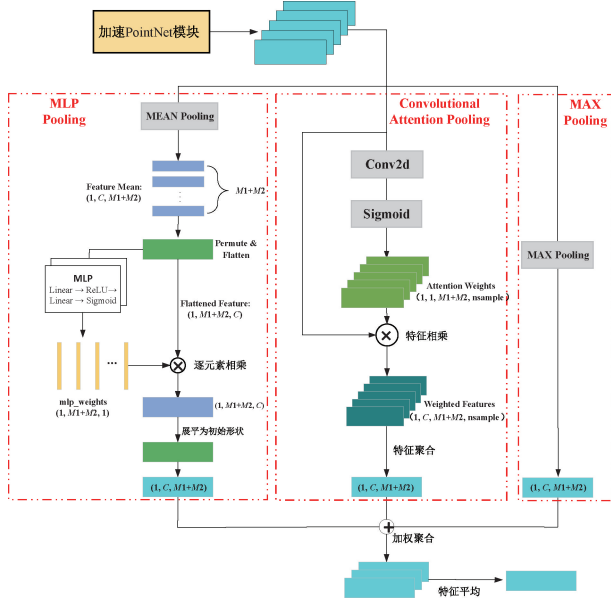 加速PointNet模块
MLP
Pooling
MEAN Pooling
Feature Mean:
(1, C, M1+M2)
M1+M2
Permute &
Flatten
MLP
Linear → ReLU→
Linear → Sigmoid
Flattened Feature:
(1, M1+M2, C)
...
逐元素相乘
mlp_weights
(1, M1+M2, 1)
(1, M1+M2, C)
展平为初始形状
(1, C, M1+M2)
Convolutional
Attention Pooling
Conv2d
Sigmoid
Attention Weights
(1, 1, M1+M2, nsample)
特征相乘
Weighted Features
(1, C, M1+M2, nsample)
特征聚合
(1, C, M1+M2)
MAX
Pooling
MAX Pooling
(1, C, M1+M2)
加权聚合
特征平均